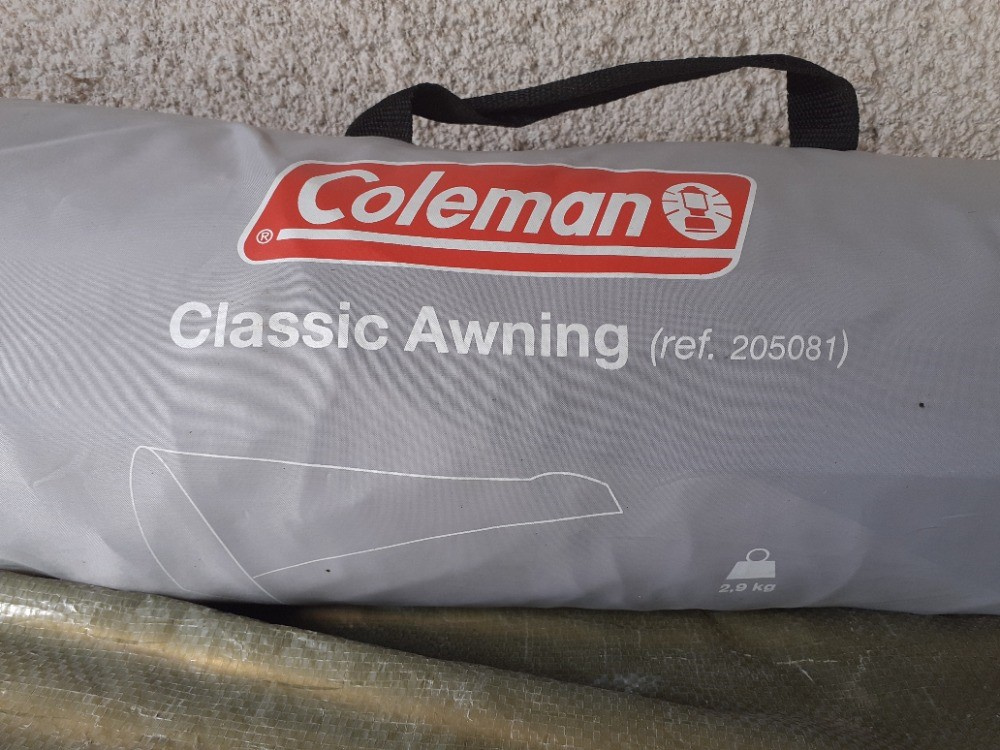 Coleman
®
Classic Awning (ref. 205081)
2,9 kg